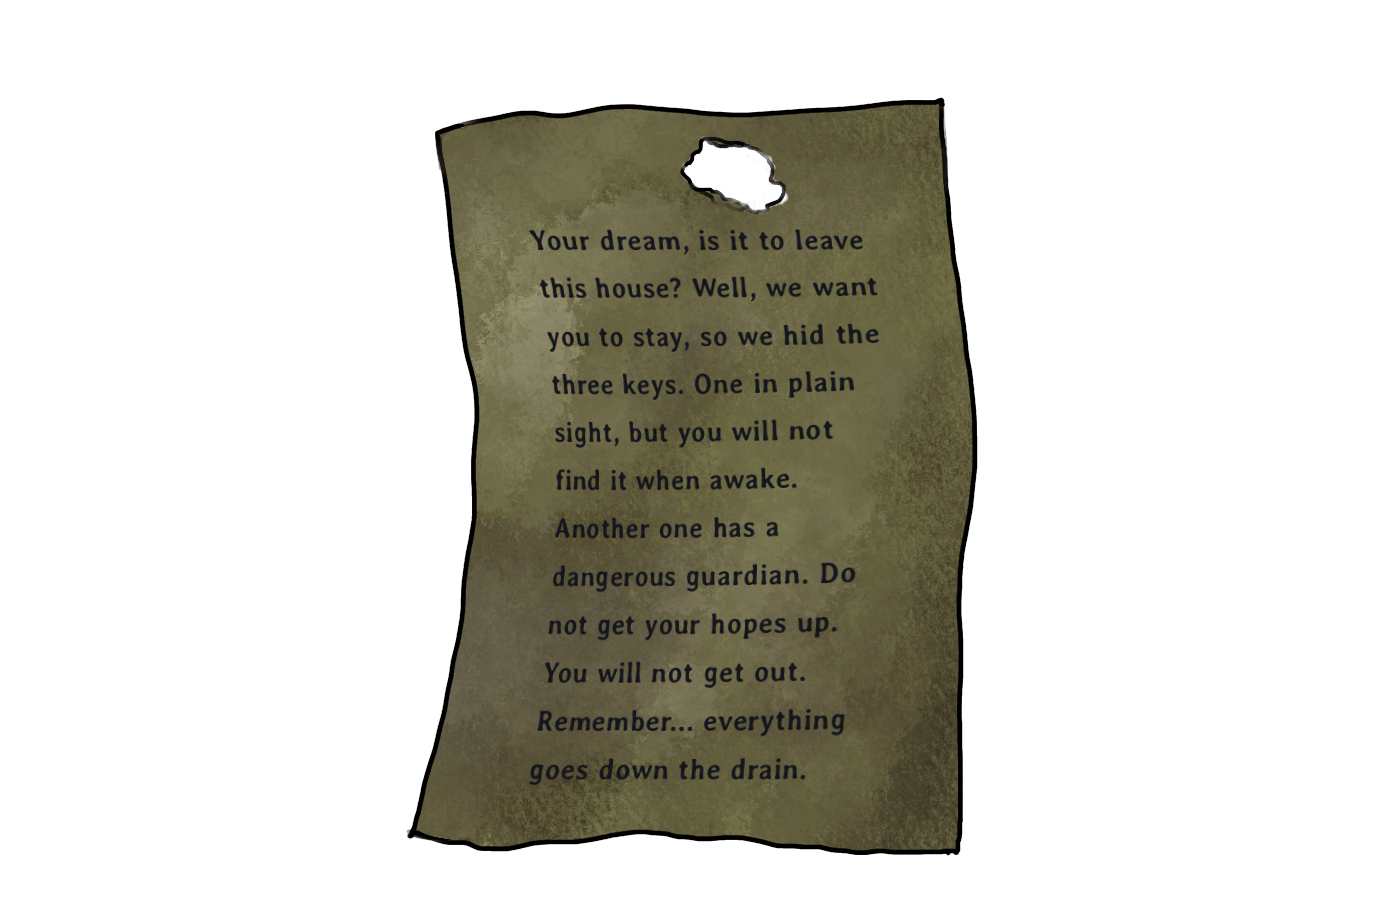 Your dream, is it to leave
this house? Well, we want
you to stay, so we hid the
three keys. One in plain
sight, but you will not
find it when awake.
Another one has a
dangerous guardian. Do
not get your hopes up.
You will not get out.
Remember... everything
goes down the drain.